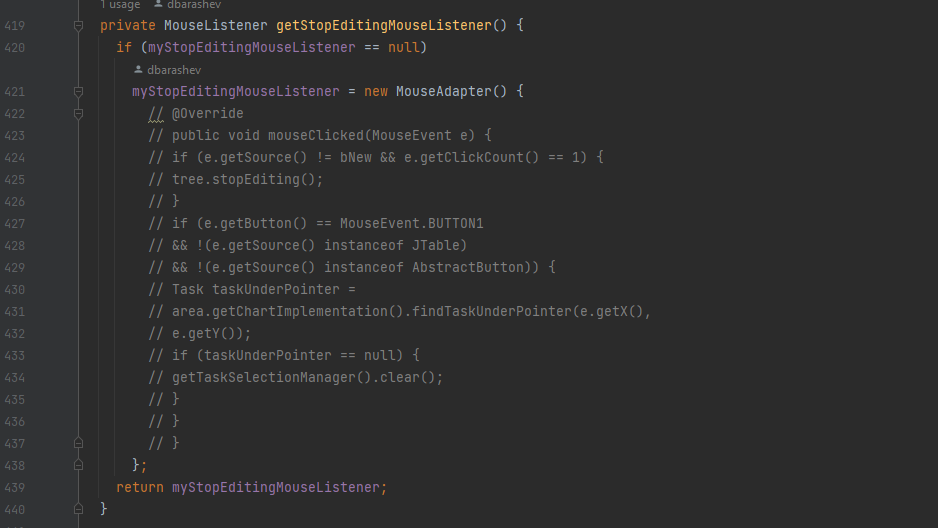 1 usage dbarashev
419 private MouseListener getStopEditingMouseListener() {
420 if (myStopEditingMouseListener == null)
dbarashev
421 myStopEditingMouseListener = new MouseAdapter() {
422 // @Override
423 // public void mouseClicked(MouseEvent e) {
424 // if (e.getSource() != bNew && e.getClickCount() == 1) {
425 // tree.stopEditing();
426 // }
427 // if (e.getButton() == MouseEvent.BUTTON1
428 // && !(e.getSource() instanceof JTable)
429 // && !(e.getSource() instanceof AbstractButton)) {
430 // Task taskUnderPointer =
431 // area.getChartImplementation().findTaskUnderPointer(e.getX(),
432 // e.getY());
433 // if (taskUnderPointer == null) {
434 // getTaskSelectionManager().clear();
435 // }
436 // }
437 // }
438 };
439 return myStopEditingMouseListener;
440 }